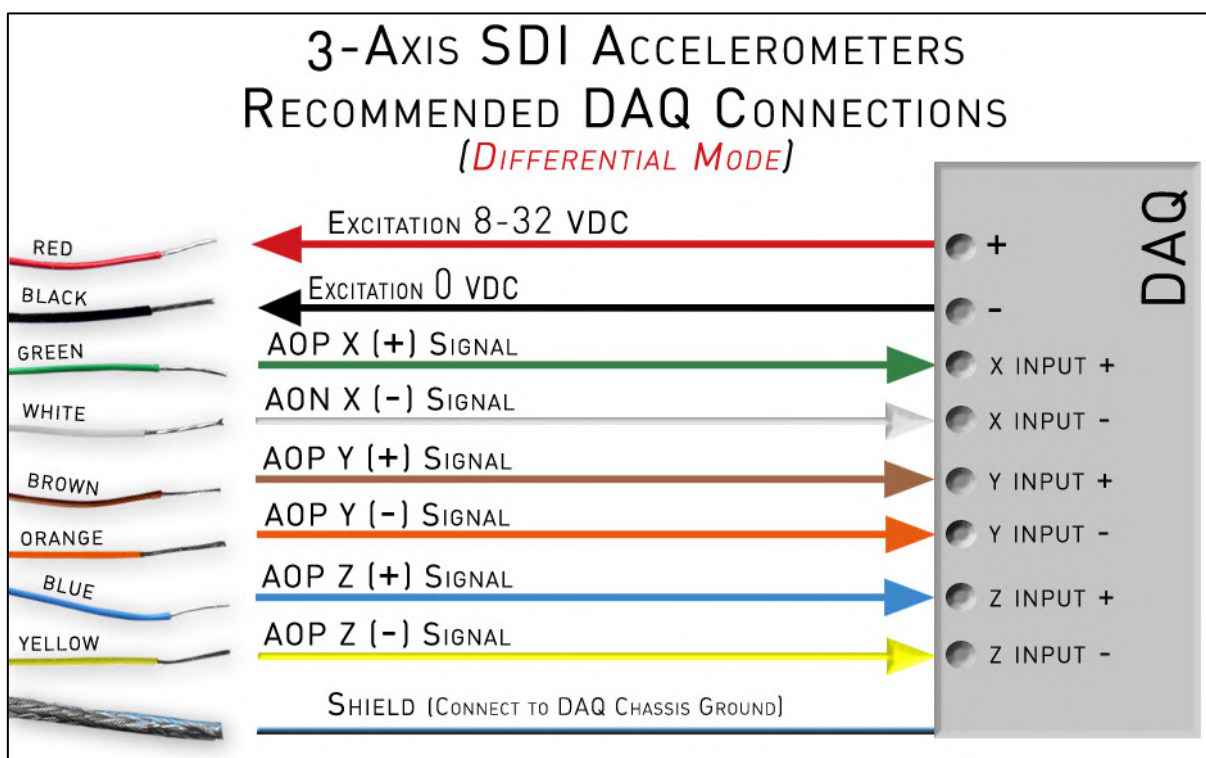 3-AXIS SDI ACCELEROMETERS
RECOMMENDED DAQ CONNECTIONS
(DIFFERENTIAL MODE)
DAQ
RED
EXCITATION 8-32 VDC
+
BLACK
EXCITATION 0 VDC
-
GREEN
AOP X (+) SIGNAL
X INPUT +
WHITE
AON X (-) SIGNAL
X INPUT -
BROWN
AOP Y (+) SIGNAL
Y INPUT +
ORANGE
AOP Y (-) SIGNAL
Y INPUT -
BLUE
AOP Z (+) SIGNAL
Z INPUT +
YELLOW
AOP Z (-) SIGNAL
Z INPUT -
SHIELD (CONNECT TO DAQ CHASSIS GROUND)